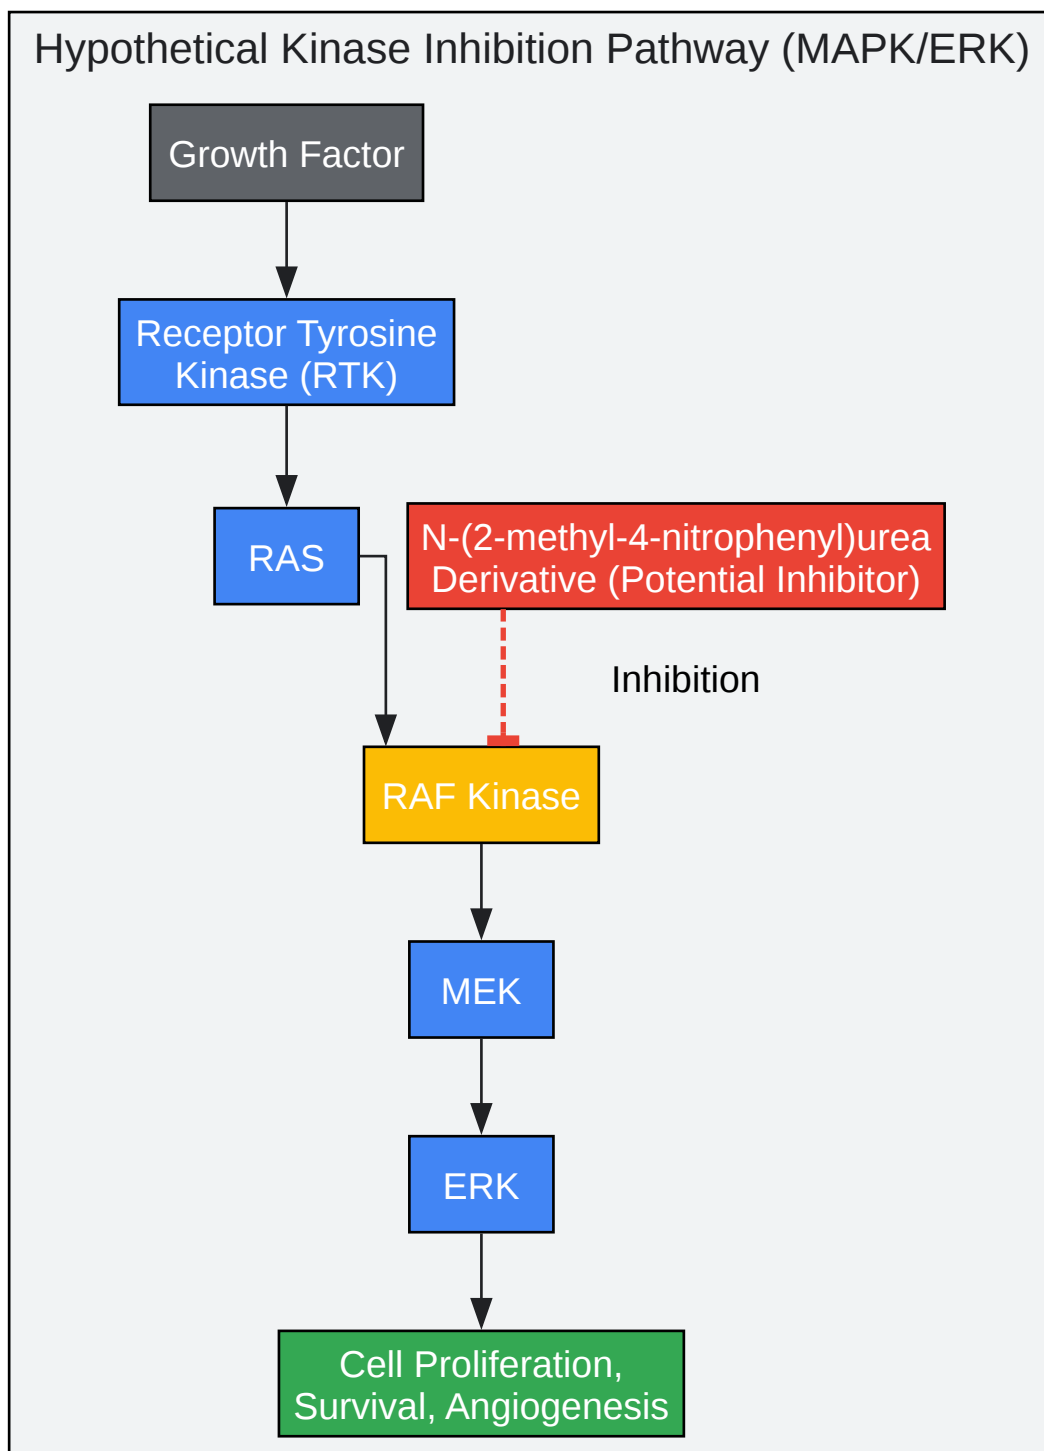 Hypothetical Kinase Inhibition Pathway (MAPK/ERK)
Growth Factor
Receptor Tyrosine
Kinase (RTK)
RAS
N-(2-methyl-4-nitrophenyl)urea
Derivative (Potential Inhibitor)
Inhibition
RAF Kinase
MEK
ERK
Cell Proliferation,
Survival, Angiogenesis